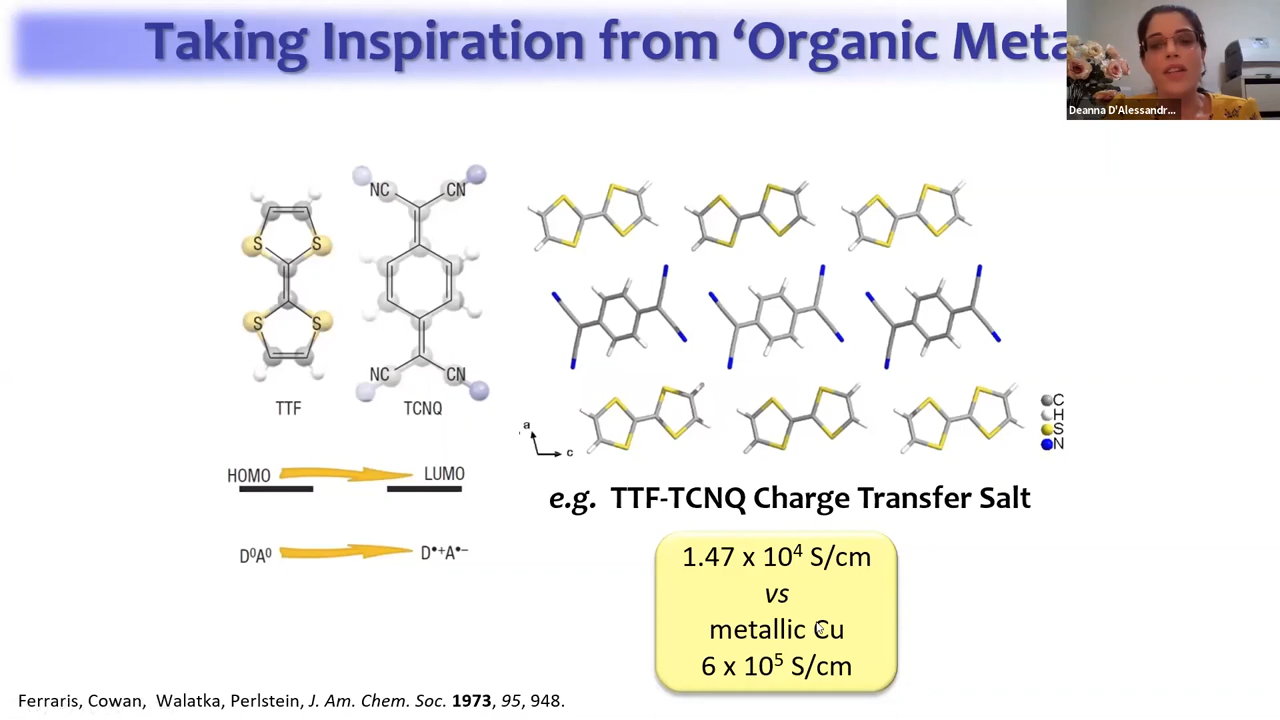 Taking Inspiration from ‘Organic Meta
Deanna D'Alessandr...
NC CN
S S
S S
NC CN
TTF TCNQ
HOMO LUMO
D⁰A⁰ D•⁺A•⁻
a
c
C
H
S
N
e.g. TTF-TCNQ Charge Transfer Salt
1.47 x 10⁴ S/cm
vs
metallic Cu
6 x 10⁵ S/cm
Ferraris, Cowan, Walatka, Perlstein, J. Am. Chem. Soc. 1973, 95, 948.